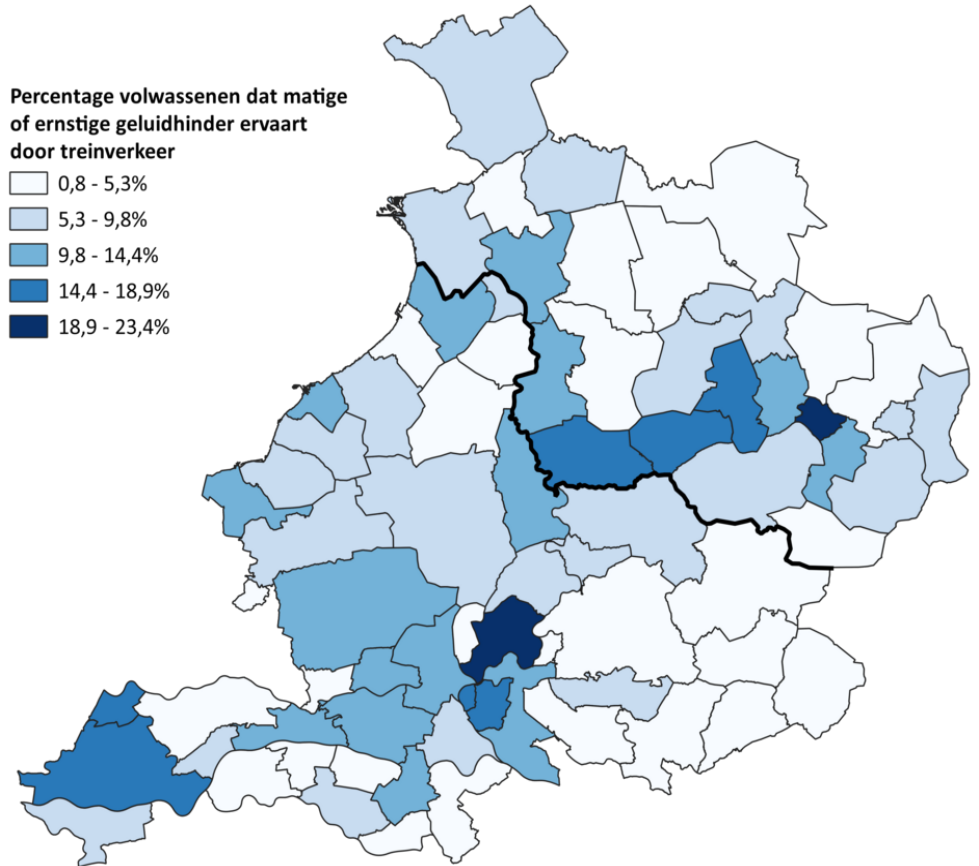 Percentage volwassenen dat matige
of ernstige geluidhinder ervaart
door treinverkeer
0,8 - 5,3%
5,3 - 9,8%
9,8 - 14,4%
14,4 - 18,9%
18,9 - 23,4%